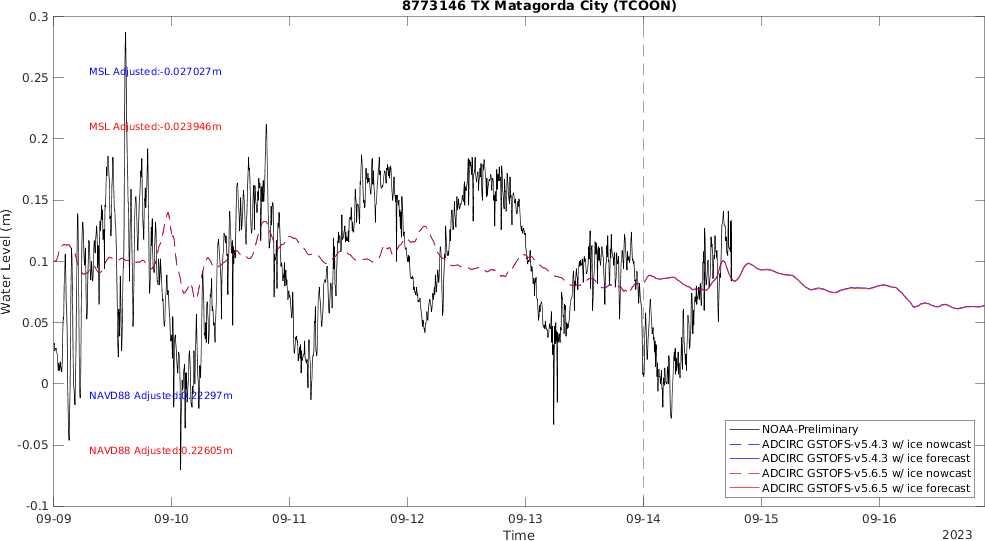 8773146 TX Matagorda City (TCOON)
0.3
0.25
0.2
0.15
0.1
0.05
0
-0.05
-0.1
Water Level (m)
MSL Adjusted:-0.027027m
MSL Adjusted:-0.023946m
NAVD88 Adjusted:0.22297m
NAVD88 Adjusted:0.22605m
NOAA-Preliminary
ADCIRC GSTOFS-v5.4.3 w/ ice nowcast
ADCIRC GSTOFS-v5.4.3 w/ ice forecast
ADCIRC GSTOFS-v5.6.5 w/ ice nowcast
ADCIRC GSTOFS-v5.6.5 w/ ice forecast
09-09 09-10 09-11 09-12 09-13 09-14 09-15 09-16
Time
2023